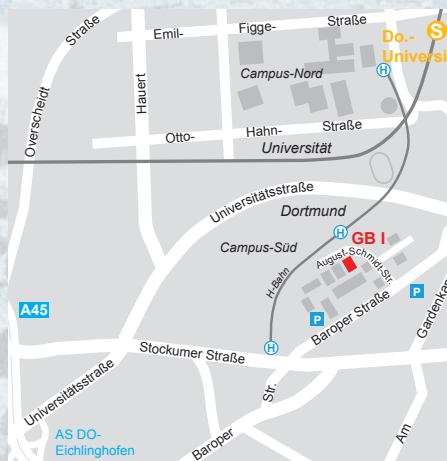 Emil- Figge- Straße
Overscheidt Straße
Hauert
Campus-Nord
H
Do.-
Universi
S
Otto- Hahn- Straße
Universität
Universitätsstraße
Dortmund
H
GB I
Campus-Süd
August-Schmidt-Str.
H-Bahn
P
P
A45
Baroper Straße
Gardenkam
Stockumer Straße
H
Universitätsstraße
Baroper Str.
Am
AS DO-
Eichlinghofen